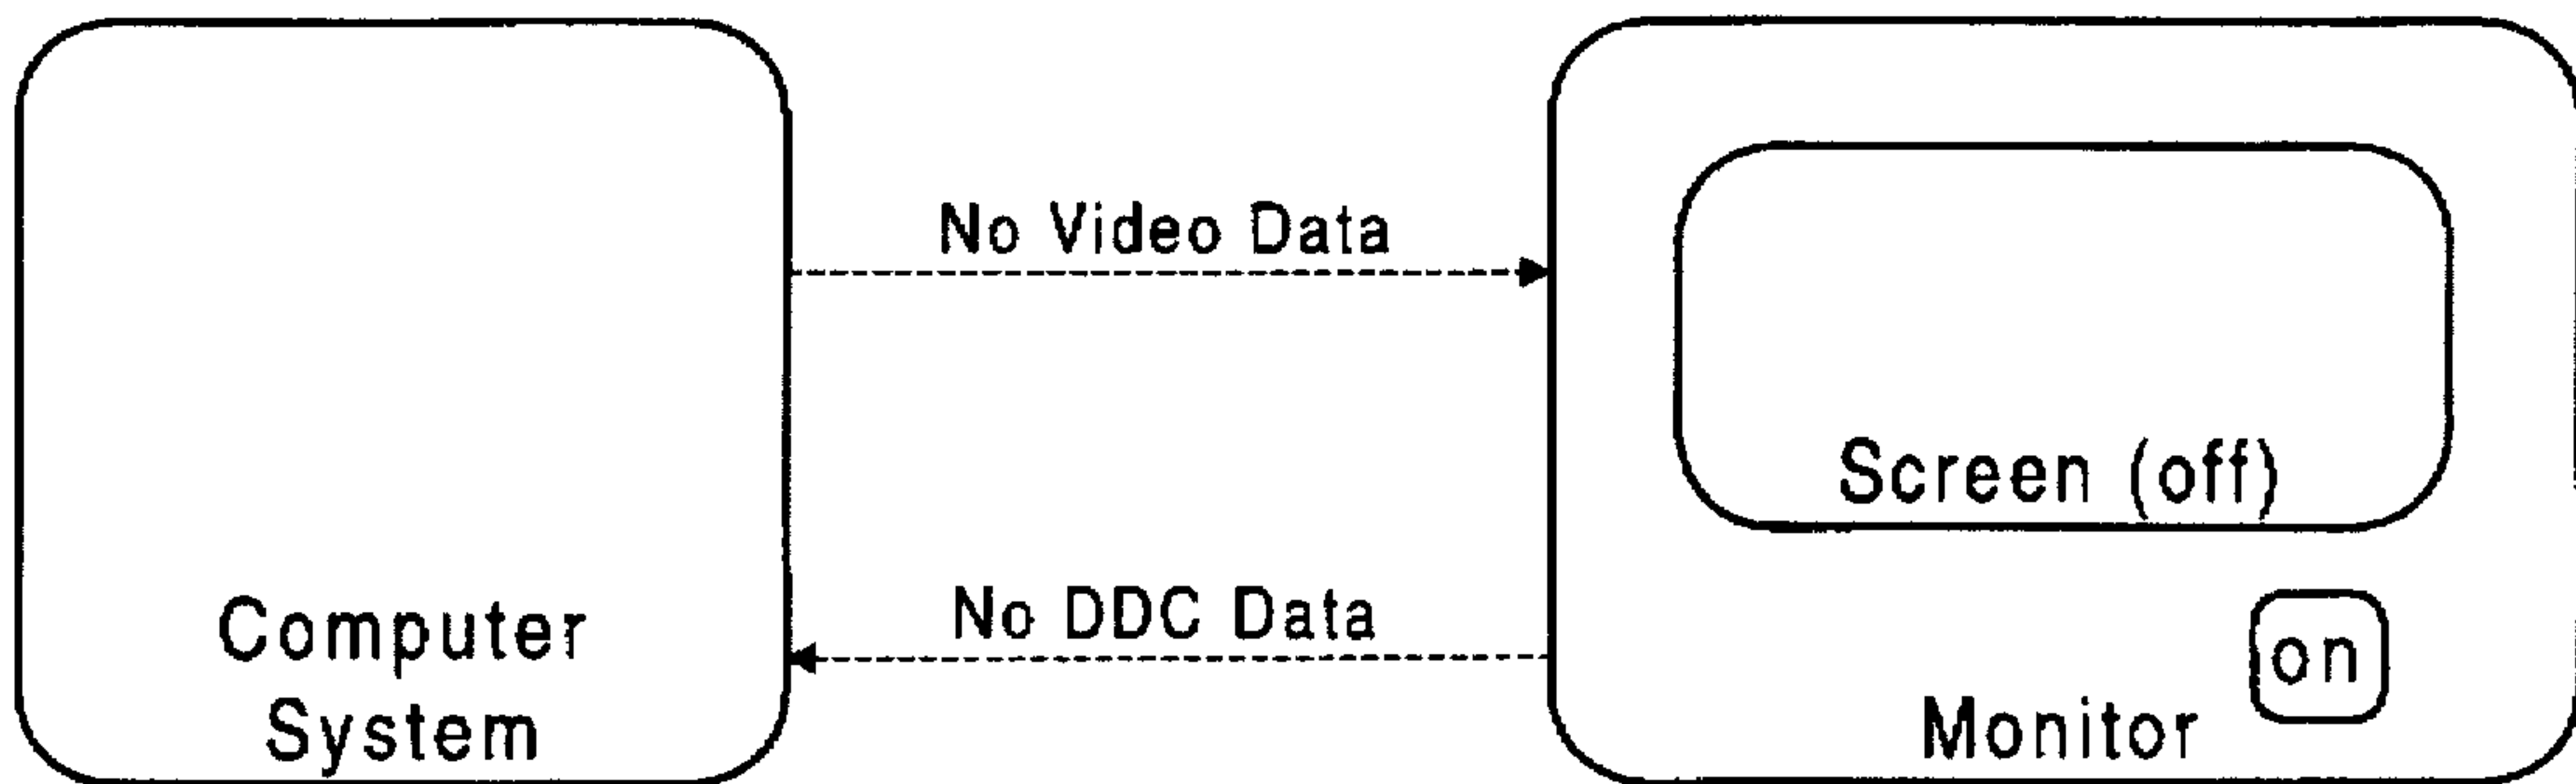 No Video Data
Screen (off)
No DDC Data
Computer
System
on
Monitor